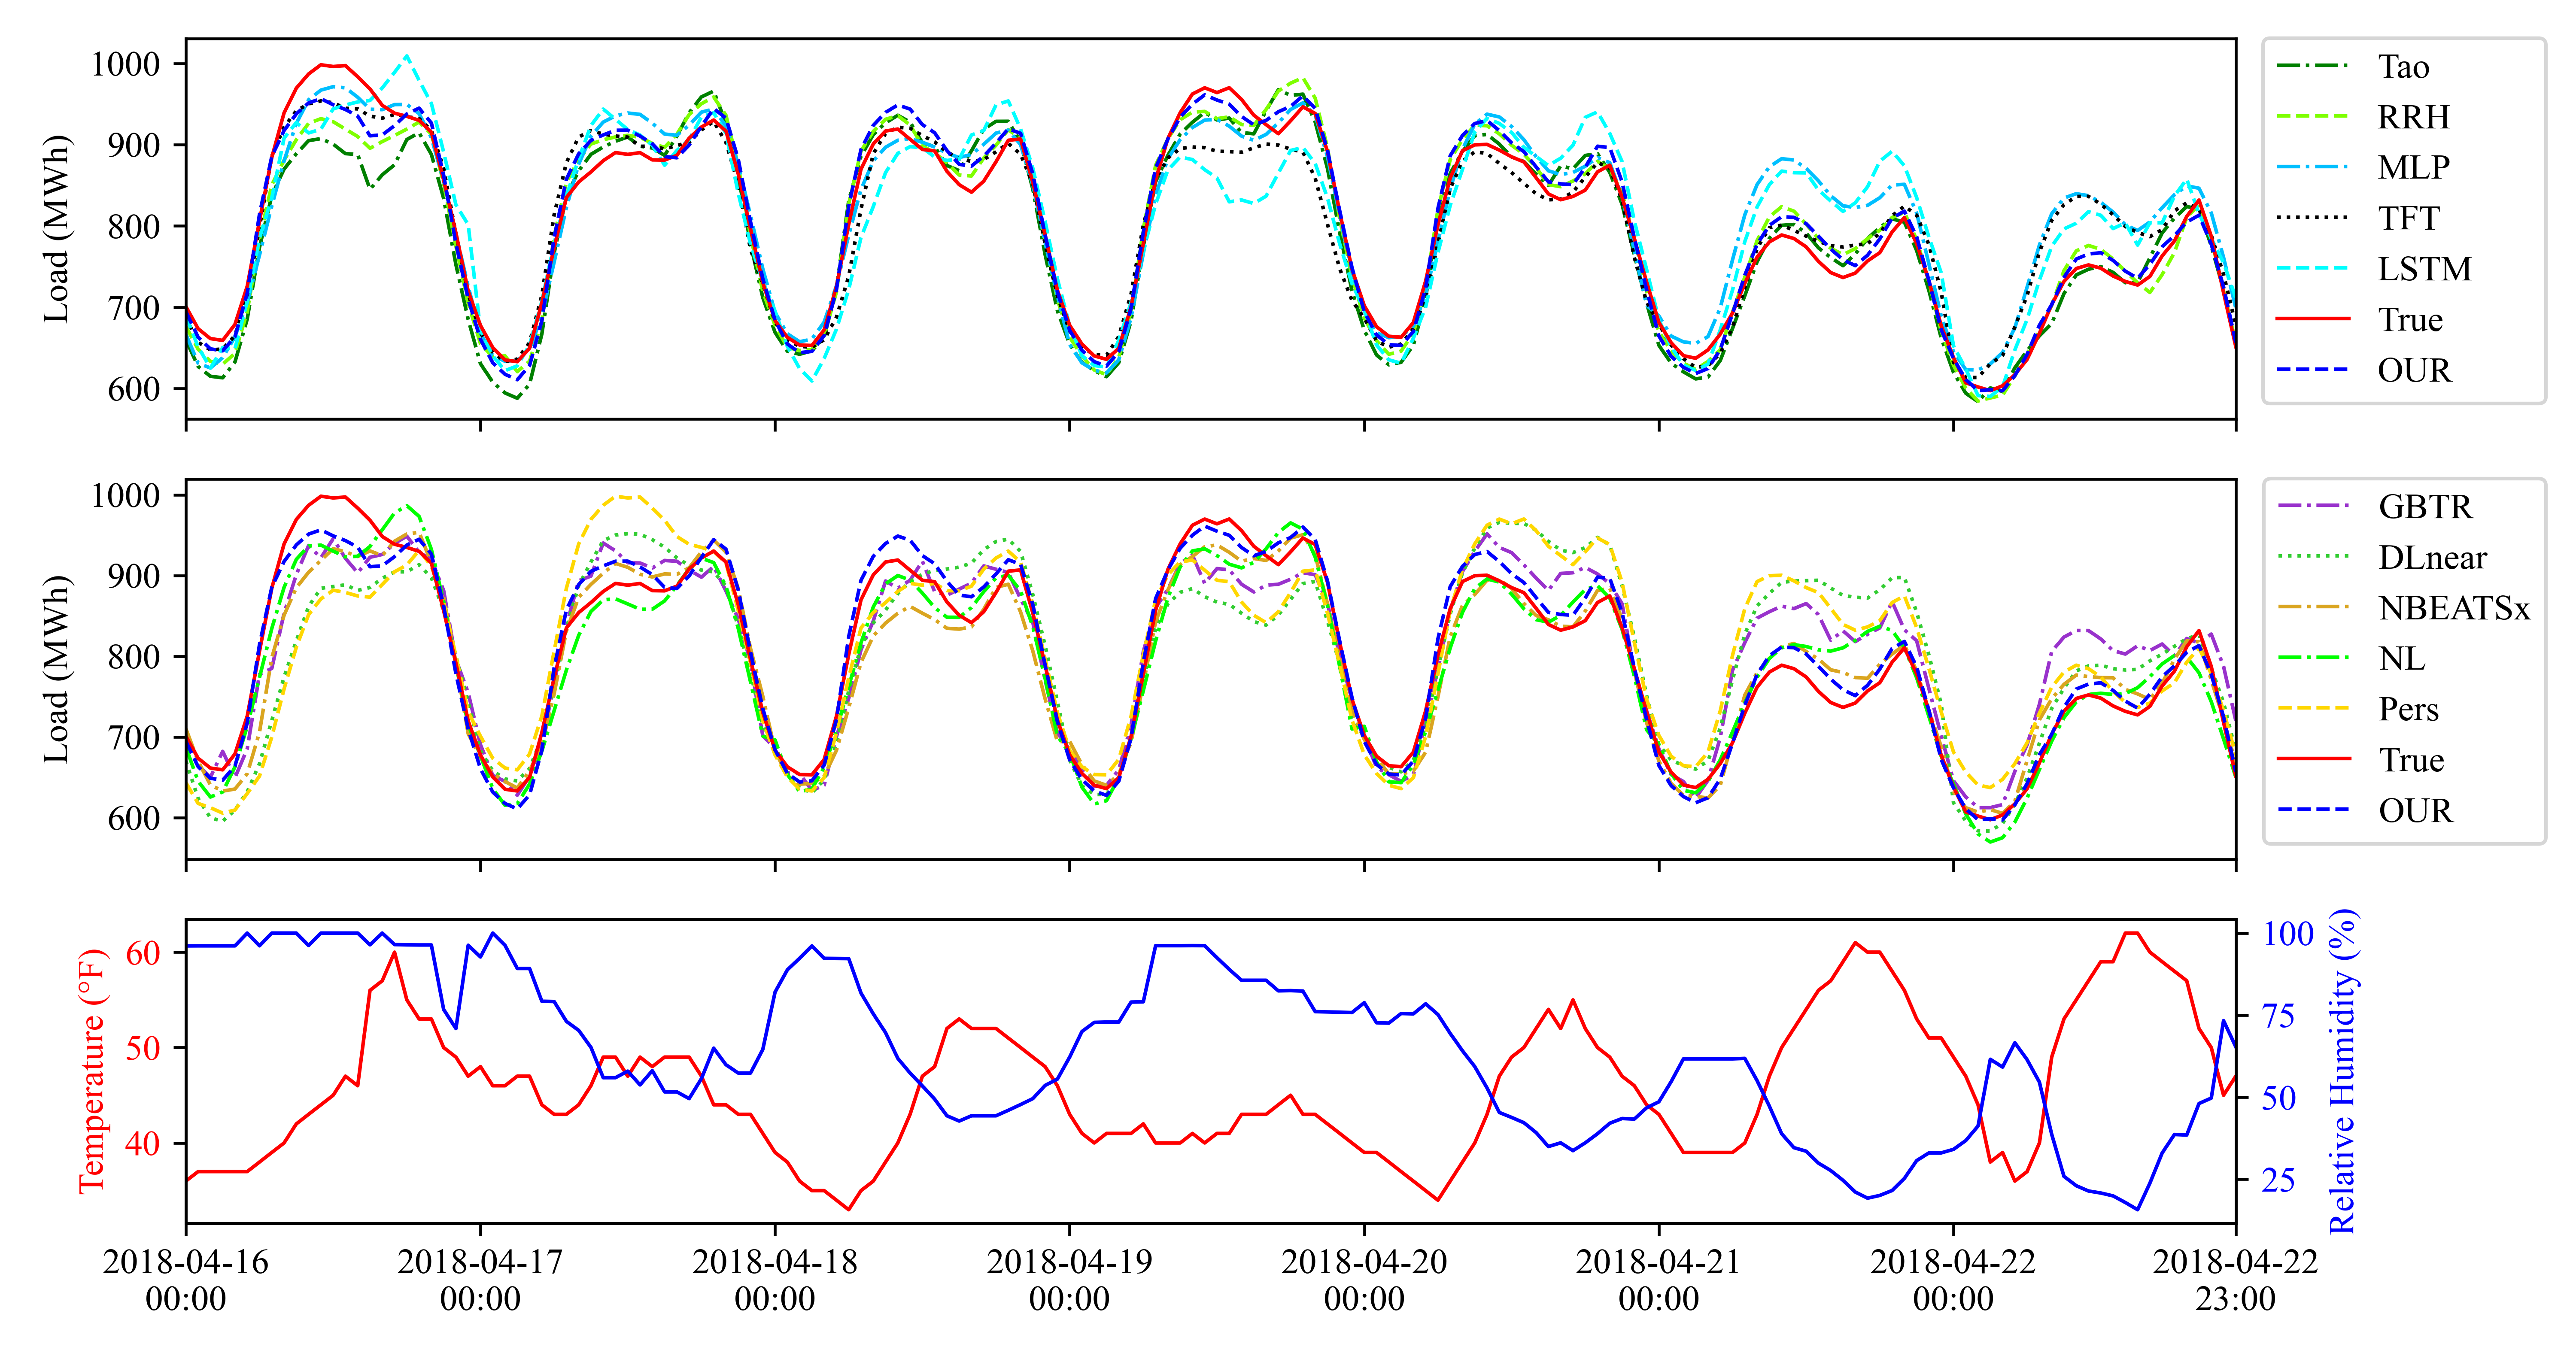 Load (MWh)
1000
900
800
700
600
Tao
RRH
MLP
TFT
LSTM
True
OUR
Load (MWh)
1000
900
800
700
600
GBTR
DLnear
NBEATSx
NL
Pers
True
OUR
Temperature (°F)
60
50
40
100
75
50
25
Relative Humidity (%)
2018-04-16
00:00
2018-04-17
00:00
2018-04-18
00:00
2018-04-19
00:00
2018-04-20
00:00
2018-04-21
00:00
2018-04-22
00:00
2018-04-22
23:00